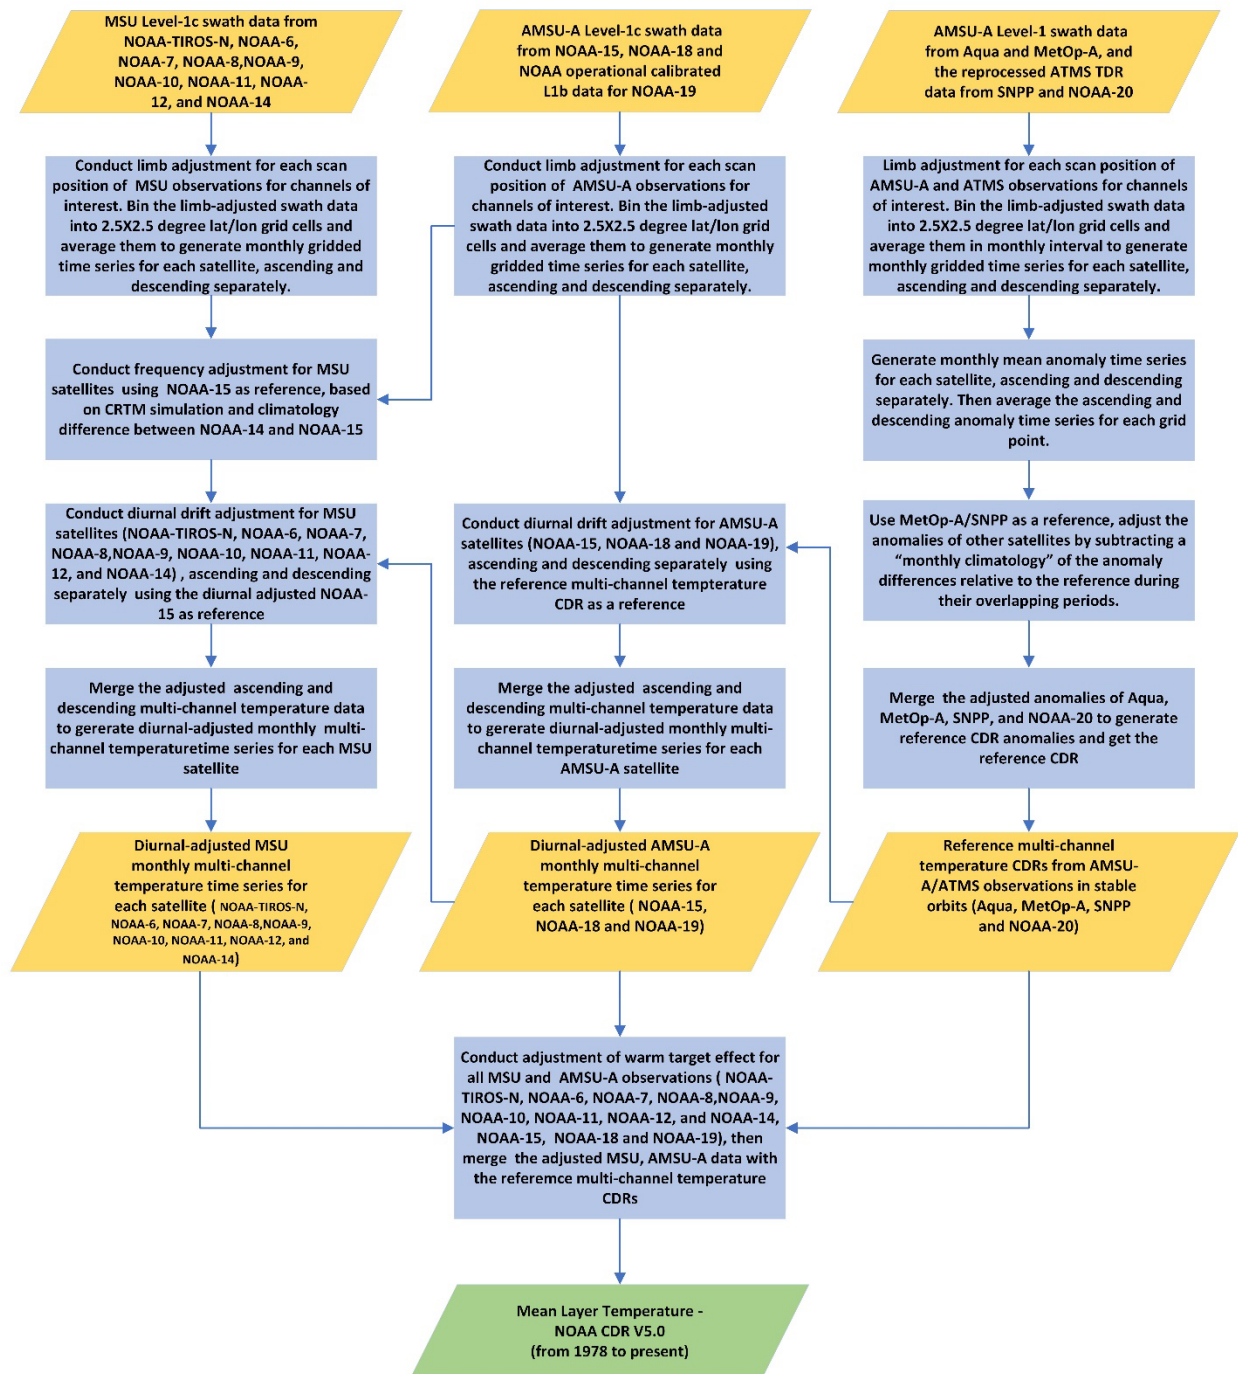 MSU Level-1c swath data from
NOAA-TIROS-N, NOAA-6,
NOAA-7, NOAA-8,NOAA-9,
NOAA-10, NOAA-11, NOAA-
12, and NOAA-14
AMSU-A Level-1c swath data
from NOAA-15, NOAA-18 and
NOAA operational calibrated
L1b data for NOAA-19
AMSU-A Level-1 swath data
from Aqua and MetOp-A, and
the reprocessed ATMS TDR
data from SNPP and NOAA-20
Conduct limb adjustment for each scan
position of MSU observations for channels of
interest. Bin the limb-adjusted swath data
into 2.5X2.5 degree lat/lon grid cells and
average them to generate monthly gridded
time series for each satellite, ascending and
descending separately.
Conduct limb adjustment for each scan
position of AMSU-A observations for
channels of interest. Bin the limb-adjusted
swath data into 2.5X2.5 degree lat/lon grid
cells and average them to generate monthly
gridded time series for each satellite,
ascending and descending separately.
Limb adjustment for each scan position of
AMSU-A and ATMS observations for channels
of interest. Bin the limb-adjusted swath data
into 2.5X2.5 degree lat/lon grid cells and
average them in monthly interval to generate
monthly gridded time series for each satellite,
ascending and descending separately.
Conduct frequency adjustment for MSU
satellites using NOAA-15 as reference, based
on CRTM simulation and climatology
difference between NOAA-14 and NOAA-15
Generate monthly mean anomaly time series
for each satellite, ascending and descending
separately. Then average the ascending and
descending anomaly time series for each grid
point.
Conduct diurnal drift adjustment for MSU
satellites (NOAA-TIROS-N, NOAA-6, NOAA-7,
NOAA-8,NOAA-9, NOAA-10, NOAA-11, NOAA-
12, and NOAA-14) , ascending and descending
separately using the diurnal adjusted NOAA-
15 as reference
Conduct diurnal drift adjustment for AMSU-A
satellites (NOAA-15, NOAA-18 and NOAA-19),
ascending and descending separately using
the reference multi-channel tempterture
CDR as a reference
Use MetOp-A/SNPP as a reference, adjust the
anomalies of other satellites by subtracting a
“monthly climatology” of the anomaly
differences relative to the reference during
their overlapping periods.
Merge the adjusted ascending and
descending multi-channel temperature data
to gererate diurnal-adjusted monthly multi-
channel temperaturetime series for each MSU
satellite
Merge the adjusted ascending and
descending multi-channel temperature data
to gererate diurnal-adjusted monthly multi-
channel temperaturetime series for each
AMSU-A satellite
Merge the adjusted anomalies of Aqua,
MetOp-A, SNPP, and NOAA-20 to generate
reference CDR anomalies and get the
reference CDR
Diurnal-adjusted MSU
monthly multi-channel
temperature time series for
each satellite ( NOAA-TIROS-N,
NOAA-6, NOAA-7, NOAA-8,NOAA-9,
NOAA-10, NOAA-11, NOAA-12, and
NOAA-14)
Diurnal-adjusted AMSU-A
monthly multi-channel
temperature time series for
each satellite ( NOAA-15,
NOAA-18 and NOAA-19)
Reference multi-channel
temperature CDRs from AMSU-
A/ATMS observations in stable
orbits (Aqua, MetOp-A, SNPP
and NOAA-20)
Conduct adjustment of warm target effect for
all MSU and AMSU-A observations ( NOAA-
TIROS-N, NOAA-6, NOAA-7, NOAA-8,NOAA-9,
NOAA-10, NOAA-11, NOAA-12, and NOAA-14,
NOAA-15, NOAA-18 and NOAA-19), then
merge the adjusted MSU, AMSU-A data with
the referemce multi-channel temperature
CDRs
Mean Layer Temperature -
NOAA CDR V5.0
(from 1978 to present)